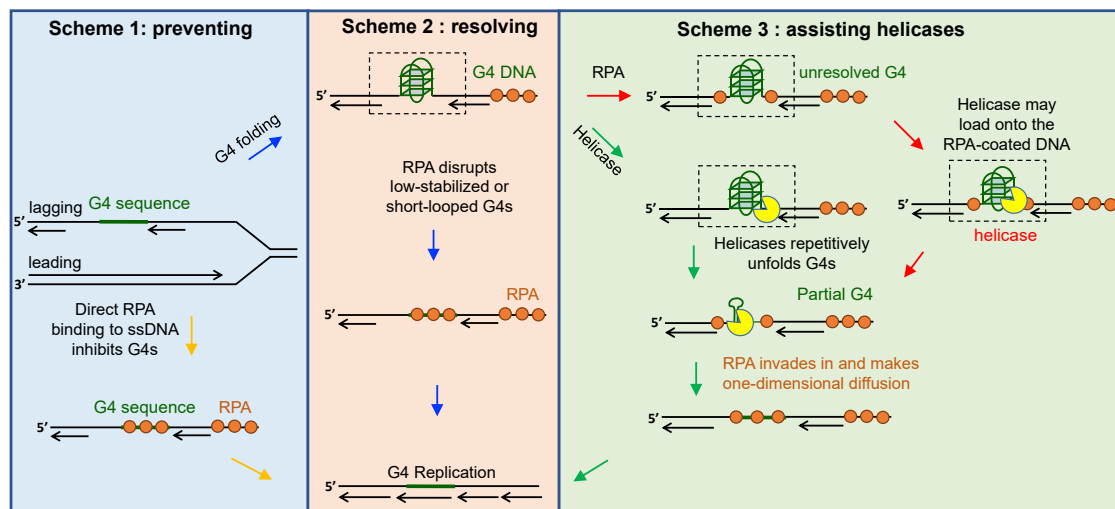 Scheme 1: preventing
G4 folding
lagging
G4 sequence
5’
leading
3’
Direct RPA
binding to ssDNA
inhibits G4s
G4 sequence
RPA
5’
Scheme 2 : resolving
G4 DNA
5’
RPA disrupts
low-stabilized or
short-looped G4s
RPA
5’
G4 Replication
5’
Scheme 3 : assisting helicases
RPA
unresolved G4
5’
Helicase
Helicase may
load onto the
RPA-coated DNA
5’
5’
helicase
Helicases repetitively
unfolds G4s
Partial G4
5’
RPA invades in and makes
one-dimensional diffusion
5’